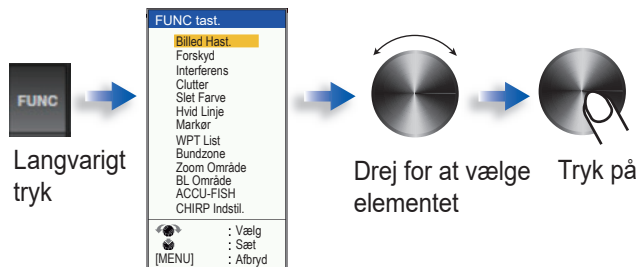 FUNC
Langvarigt
tryk
FUNC tast.
Billed Hast.
Forskyd
Interferens
Clutter
Slet Farve
Hvid Linje
Markør
WPT List
Bundzone
Zoom Område
BL Område
ACCU-FISH
CHIRP Indstil.
: Vælg
: Sæt
[MENU] : Afbryd
Drej for at vælge
elementet
Tryk på